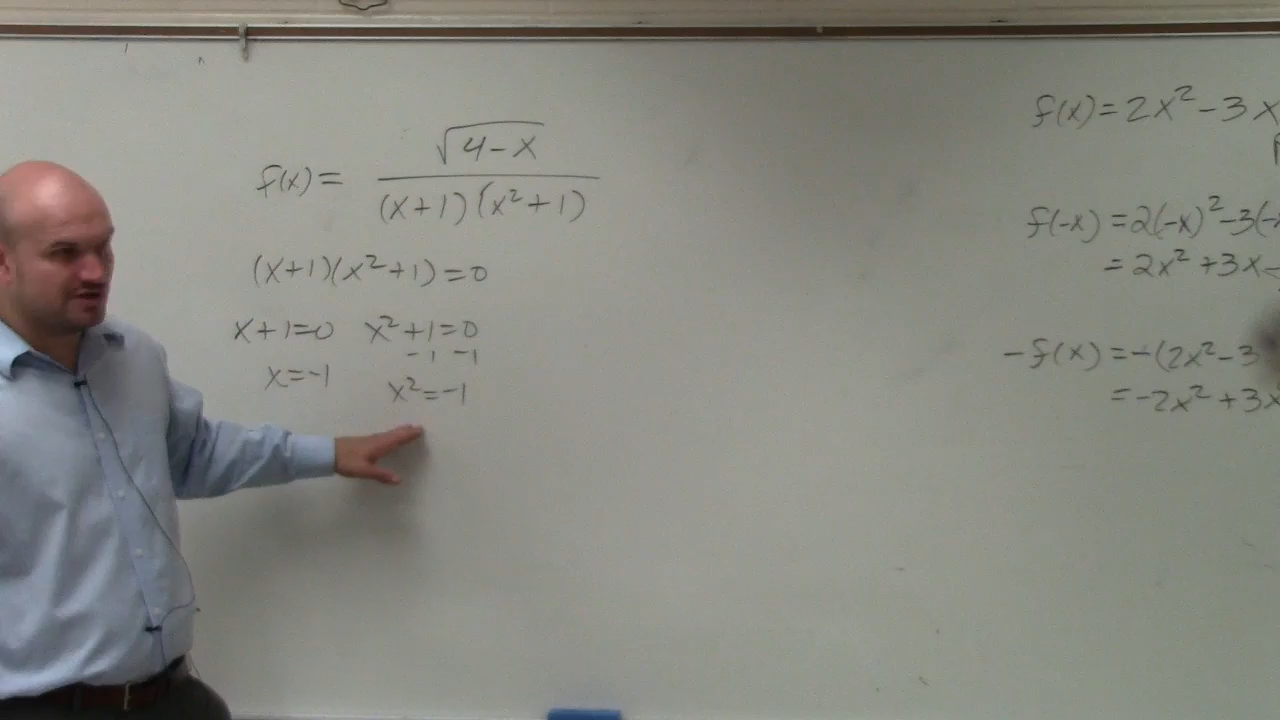 f(x) = √(4-x) / (x+1)(x²+1)
(x+1)(x²+1)=0
x+1=0 x²+1=0
-1 -1
x=-1 x²=-1
f(x)=2x²-3x
f(-x)=2(-x)²-3(-x
=2x²+3x-
-f(x)=-(2x²-3
=-2x²+3x